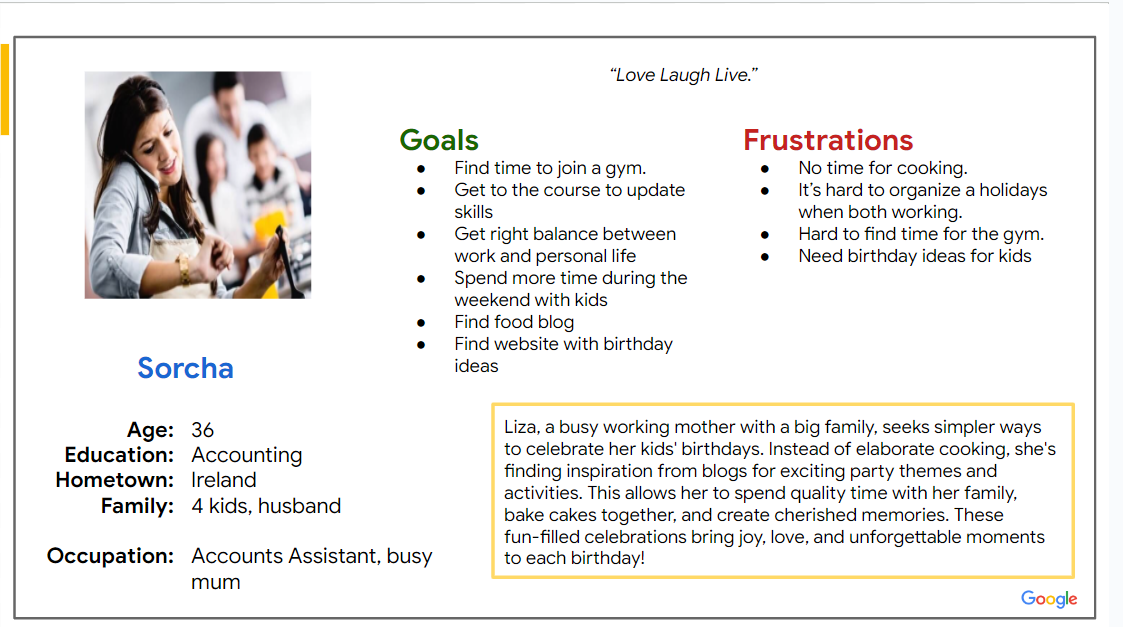 “Love Laugh Live.”
Goals
● Find time to join a gym.
● Get to the course to update
skills
● Get right balance between
work and personal life
● Spend more time during the
weekend with kids
● Find food blog
● Find website with birthday
ideas
Frustrations
● No time for cooking.
● It’s hard to organize a holidays
when both working.
● Hard to find time for the gym.
● Need birthday ideas for kids
Sorcha
Age: 36
Education: Accounting
Hometown: Ireland
Family: 4 kids, husband
Occupation: Accounts Assistant, busy
mum
Liza, a busy working mother with a big family, seeks simpler ways
to celebrate her kids' birthdays. Instead of elaborate cooking, she's
finding inspiration from blogs for exciting party themes and
activities. This allows her to spend quality time with her family,
bake cakes together, and create cherished memories. These
fun-filled celebrations bring joy, love, and unforgettable moments
to each birthday!
Google